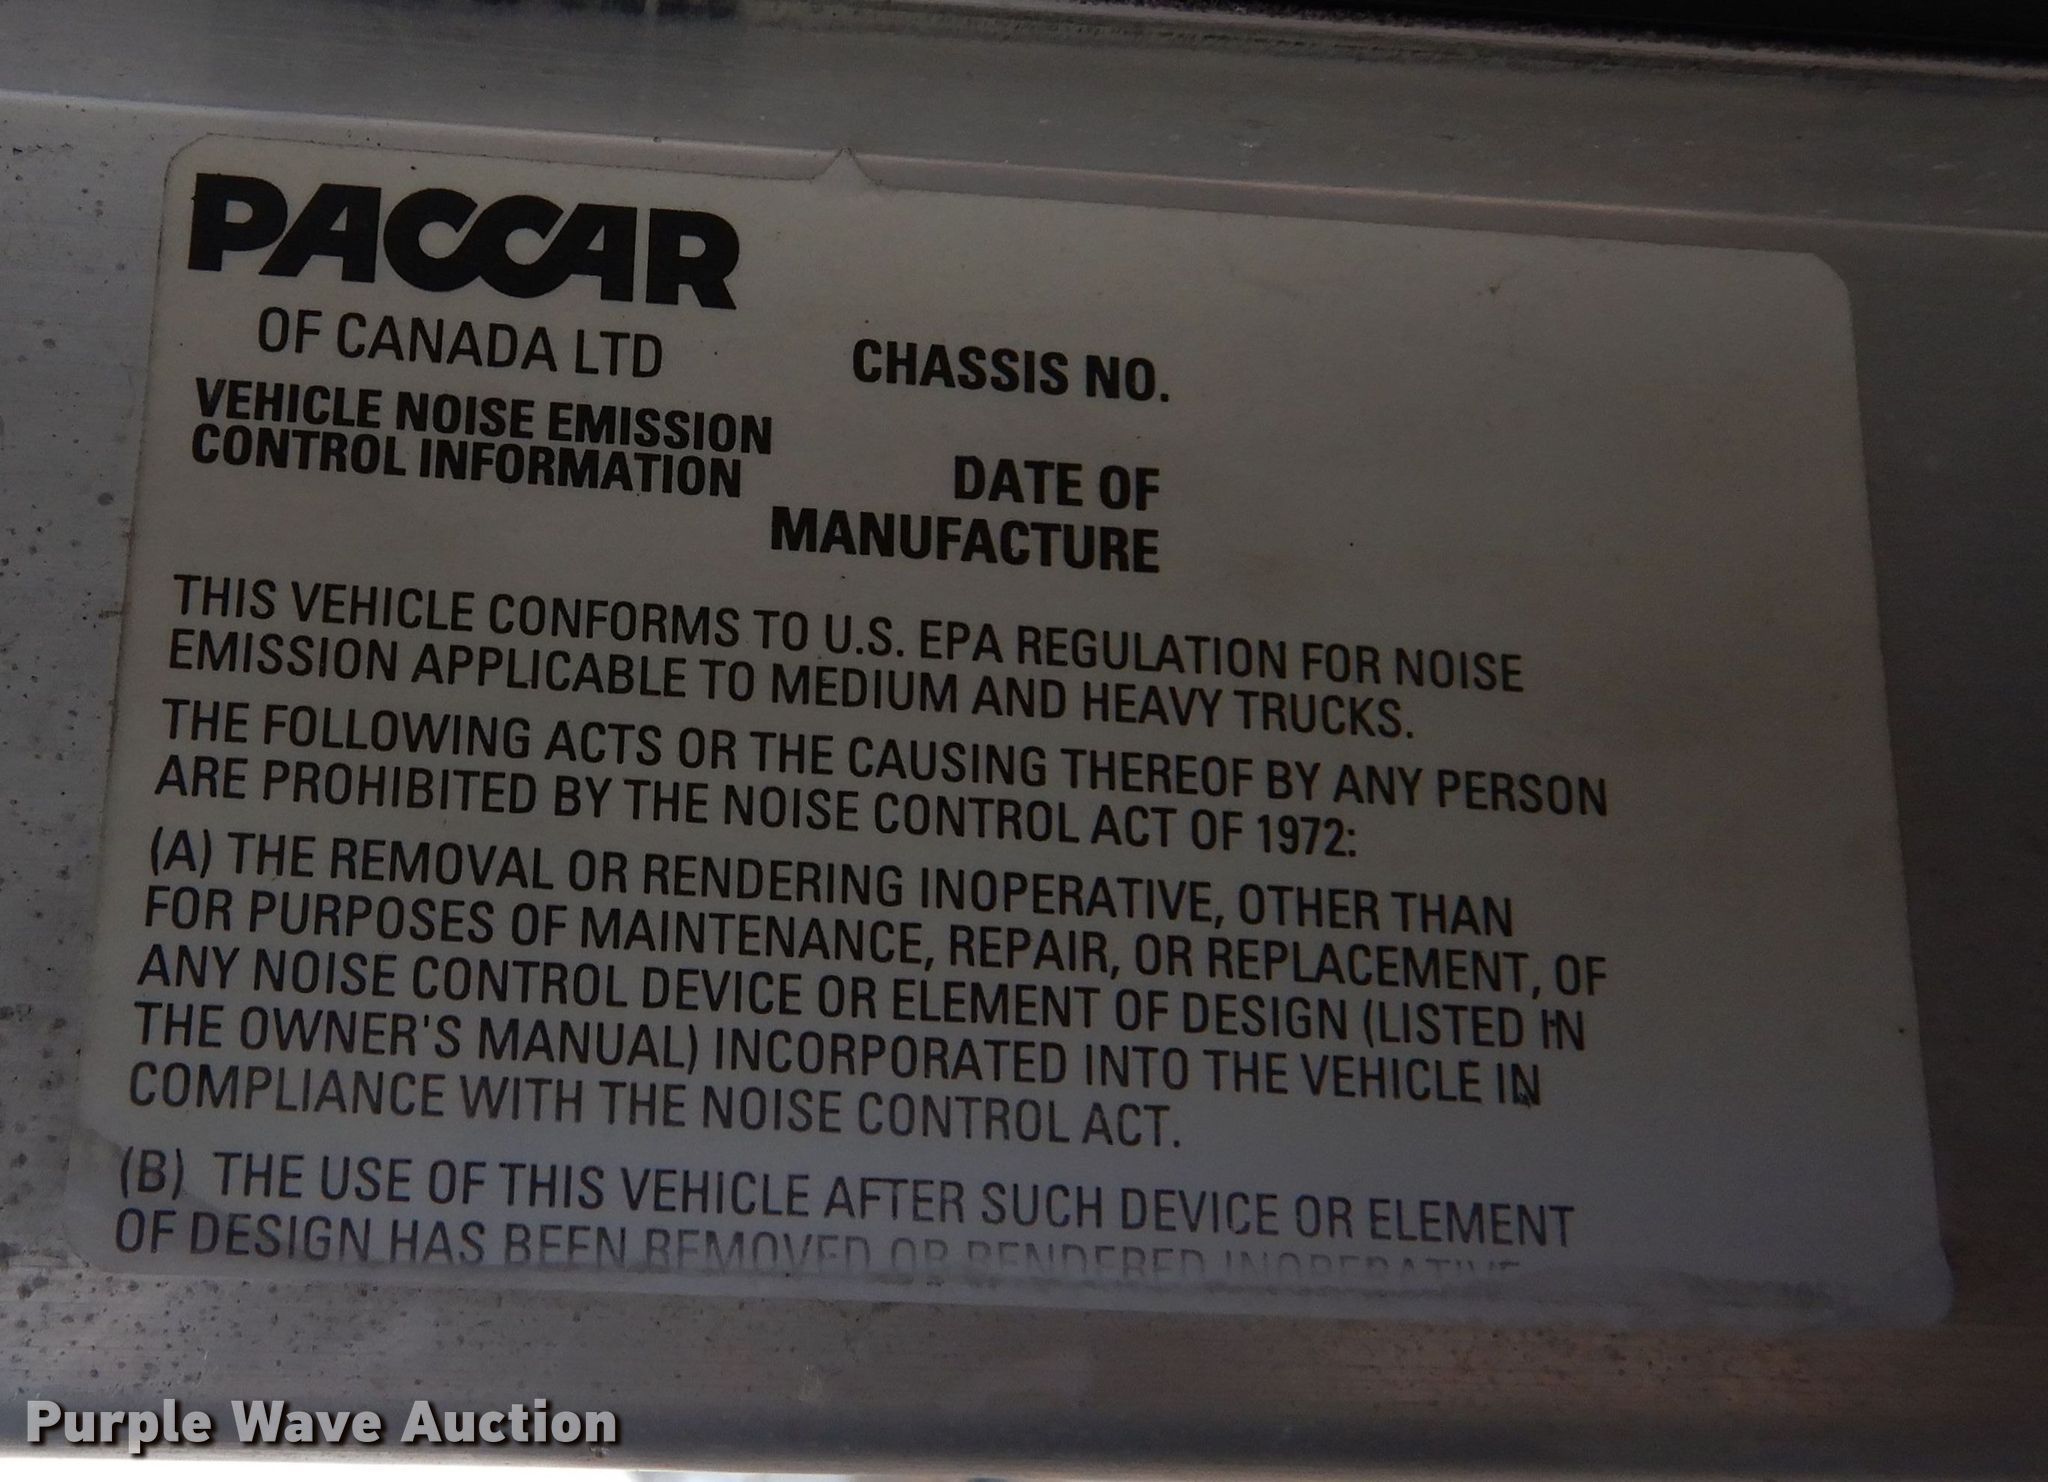 PACCAR
OF CANADA LTD
VEHICLE NOISE EMISSION
CONTROL INFORMATION
CHASSIS NO.
DATE OF
MANUFACTURE
THIS VEHICLE CONFORMS TO U.S. EPA REGULATION FOR NOISE
EMISSION APPLICABLE TO MEDIUM AND HEAVY TRUCKS.
THE FOLLOWING ACTS OR THE CAUSING THEREOF BY ANY PERSON
ARE PROHIBITED BY THE NOISE CONTROL ACT OF 1972:
(A) THE REMOVAL OR RENDERING INOPERATIVE, OTHER THAN
FOR PURPOSES OF MAINTENANCE, REPAIR, OR REPLACEMENT, OF
ANY NOISE CONTROL DEVICE OR ELEMENT OF DESIGN (LISTED IN
THE OWNER'S MANUAL) INCORPORATED INTO THE VEHICLE IN
COMPLIANCE WITH THE NOISE CONTROL ACT.
(B) THE USE OF THIS VEHICLE AFTER SUCH DEVICE OR ELEMENT
OF DESIGN HAS BEEN REMOVED OR RENDERED INOPERATIVE
Purple Wave Auction